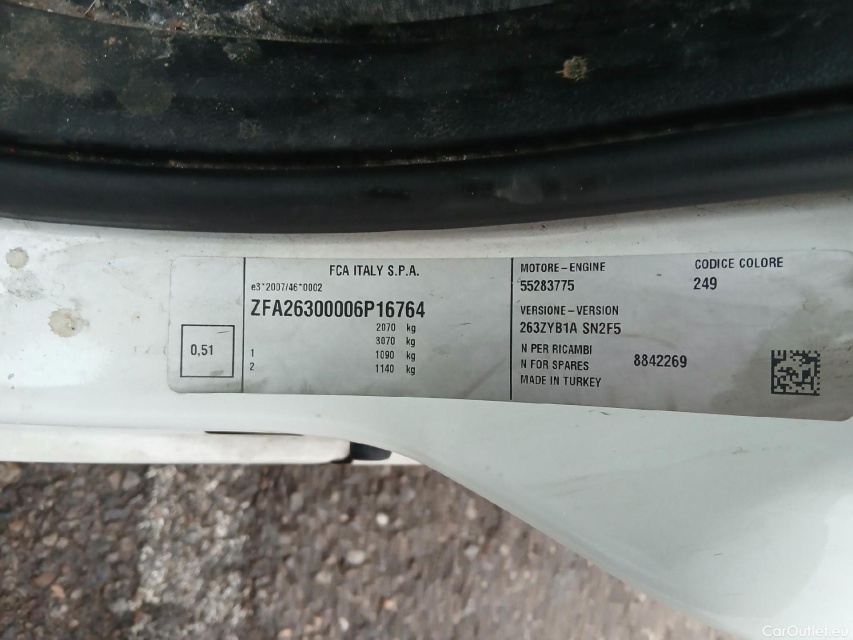 FCA ITALY S.P.A.
e3*2007/46*0002
ZFA26300006P16764
2070 kg
3070 kg
1 1090 kg
2 1140 kg
0,51
MOTORE-ENGINE
55283775
VERSIONE-VERSION
263ZYB1A SN2F5
N PER RICAMBI
N FOR SPARES 8842269
MADE IN TURKEY
CODICE COLORE
249
CarOutlet.eu